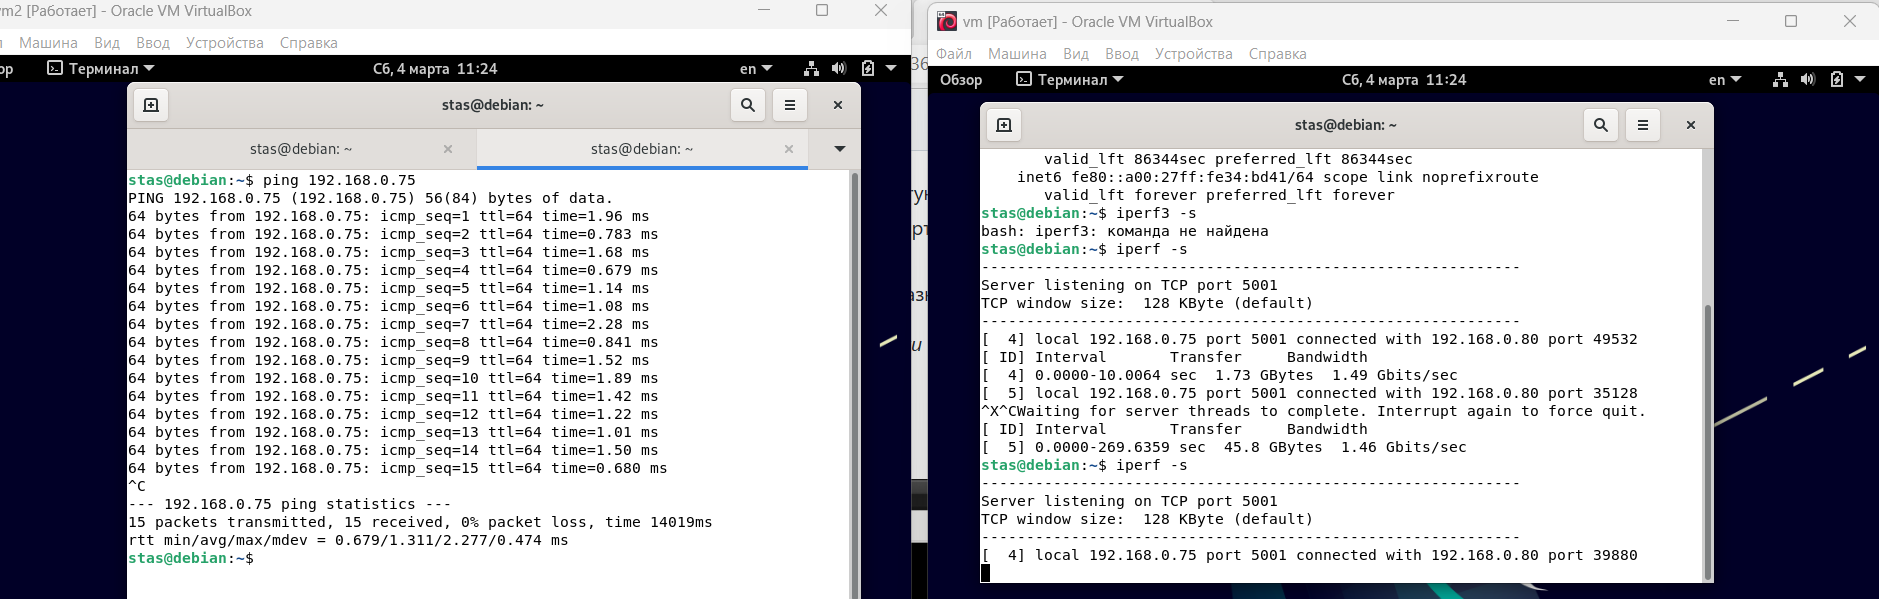 vm2 [Работает] - Oracle VM VirtualBox
Машина Вид Ввод Устройства Справка
Терминал Сб, 4 марта 11:24 en
stas@debian: ~
stas@debian: ~ stas@debian: ~
stas@debian:~$ ping 192.168.0.75
PING 192.168.0.75 (192.168.0.75) 56(84) bytes of data.
64 bytes from 192.168.0.75: icmp_seq=1 ttl=64 time=1.96 ms
64 bytes from 192.168.0.75: icmp_seq=2 ttl=64 time=0.783 ms
64 bytes from 192.168.0.75: icmp_seq=3 ttl=64 time=1.68 ms
64 bytes from 192.168.0.75: icmp_seq=4 ttl=64 time=0.679 ms
64 bytes from 192.168.0.75: icmp_seq=5 ttl=64 time=1.14 ms
64 bytes from 192.168.0.75: icmp_seq=6 ttl=64 time=1.08 ms
64 bytes from 192.168.0.75: icmp_seq=7 ttl=64 time=2.28 ms
64 bytes from 192.168.0.75: icmp_seq=8 ttl=64 time=0.841 ms
64 bytes from 192.168.0.75: icmp_seq=9 ttl=64 time=1.52 ms
64 bytes from 192.168.0.75: icmp_seq=10 ttl=64 time=1.89 ms
64 bytes from 192.168.0.75: icmp_seq=11 ttl=64 time=1.42 ms
64 bytes from 192.168.0.75: icmp_seq=12 ttl=64 time=1.22 ms
64 bytes from 192.168.0.75: icmp_seq=13 ttl=64 time=1.01 ms
64 bytes from 192.168.0.75: icmp_seq=14 ttl=64 time=1.50 ms
64 bytes from 192.168.0.75: icmp_seq=15 ttl=64 time=0.680 ms
^C
--- 192.168.0.75 ping statistics ---
15 packets transmitted, 15 received, 0% packet loss, time 14019ms
rtt min/avg/max/mdev = 0.679/1.311/2.277/0.474 ms
stas@debian:~$
vm [Работает] - Oracle VM VirtualBox
Файл Машина Вид Ввод Устройства Справка
Обзор Терминал Сб, 4 марта 11:24 en
stas@debian: ~
valid_lft 86344sec preferred_lft 86344sec
inet6 fe80::a00:27ff:fe34:bd41/64 scope link noprefixroute
valid_lft forever preferred_lft forever
stas@debian:~$ iperf3 -s
bash: iperf3: команда не найдена
stas@debian:~$ iperf -s
------------------------------------------------------------
Server listening on TCP port 5001
TCP window size:  128 KByte (default)
------------------------------------------------------------
[  4] local 192.168.0.75 port 5001 connected with 192.168.0.80 port 49532
[ ID] Interval       Transfer     Bandwidth
[  4] 0.0000-10.0064 sec  1.73 GBytes  1.49 Gbits/sec
[  5] local 192.168.0.75 port 5001 connected with 192.168.0.80 port 35128
^X^CWaiting for server threads to complete. Interrupt again to force quit.
[ ID] Interval       Transfer     Bandwidth
[  5] 0.0000-269.6359 sec  45.8 GBytes  1.46 Gbits/sec
stas@debian:~$ iperf -s
------------------------------------------------------------
Server listening on TCP port 5001
TCP window size:  128 KByte (default)
------------------------------------------------------------
[  4] local 192.168.0.75 port 5001 connected with 192.168.0.80 port 39880